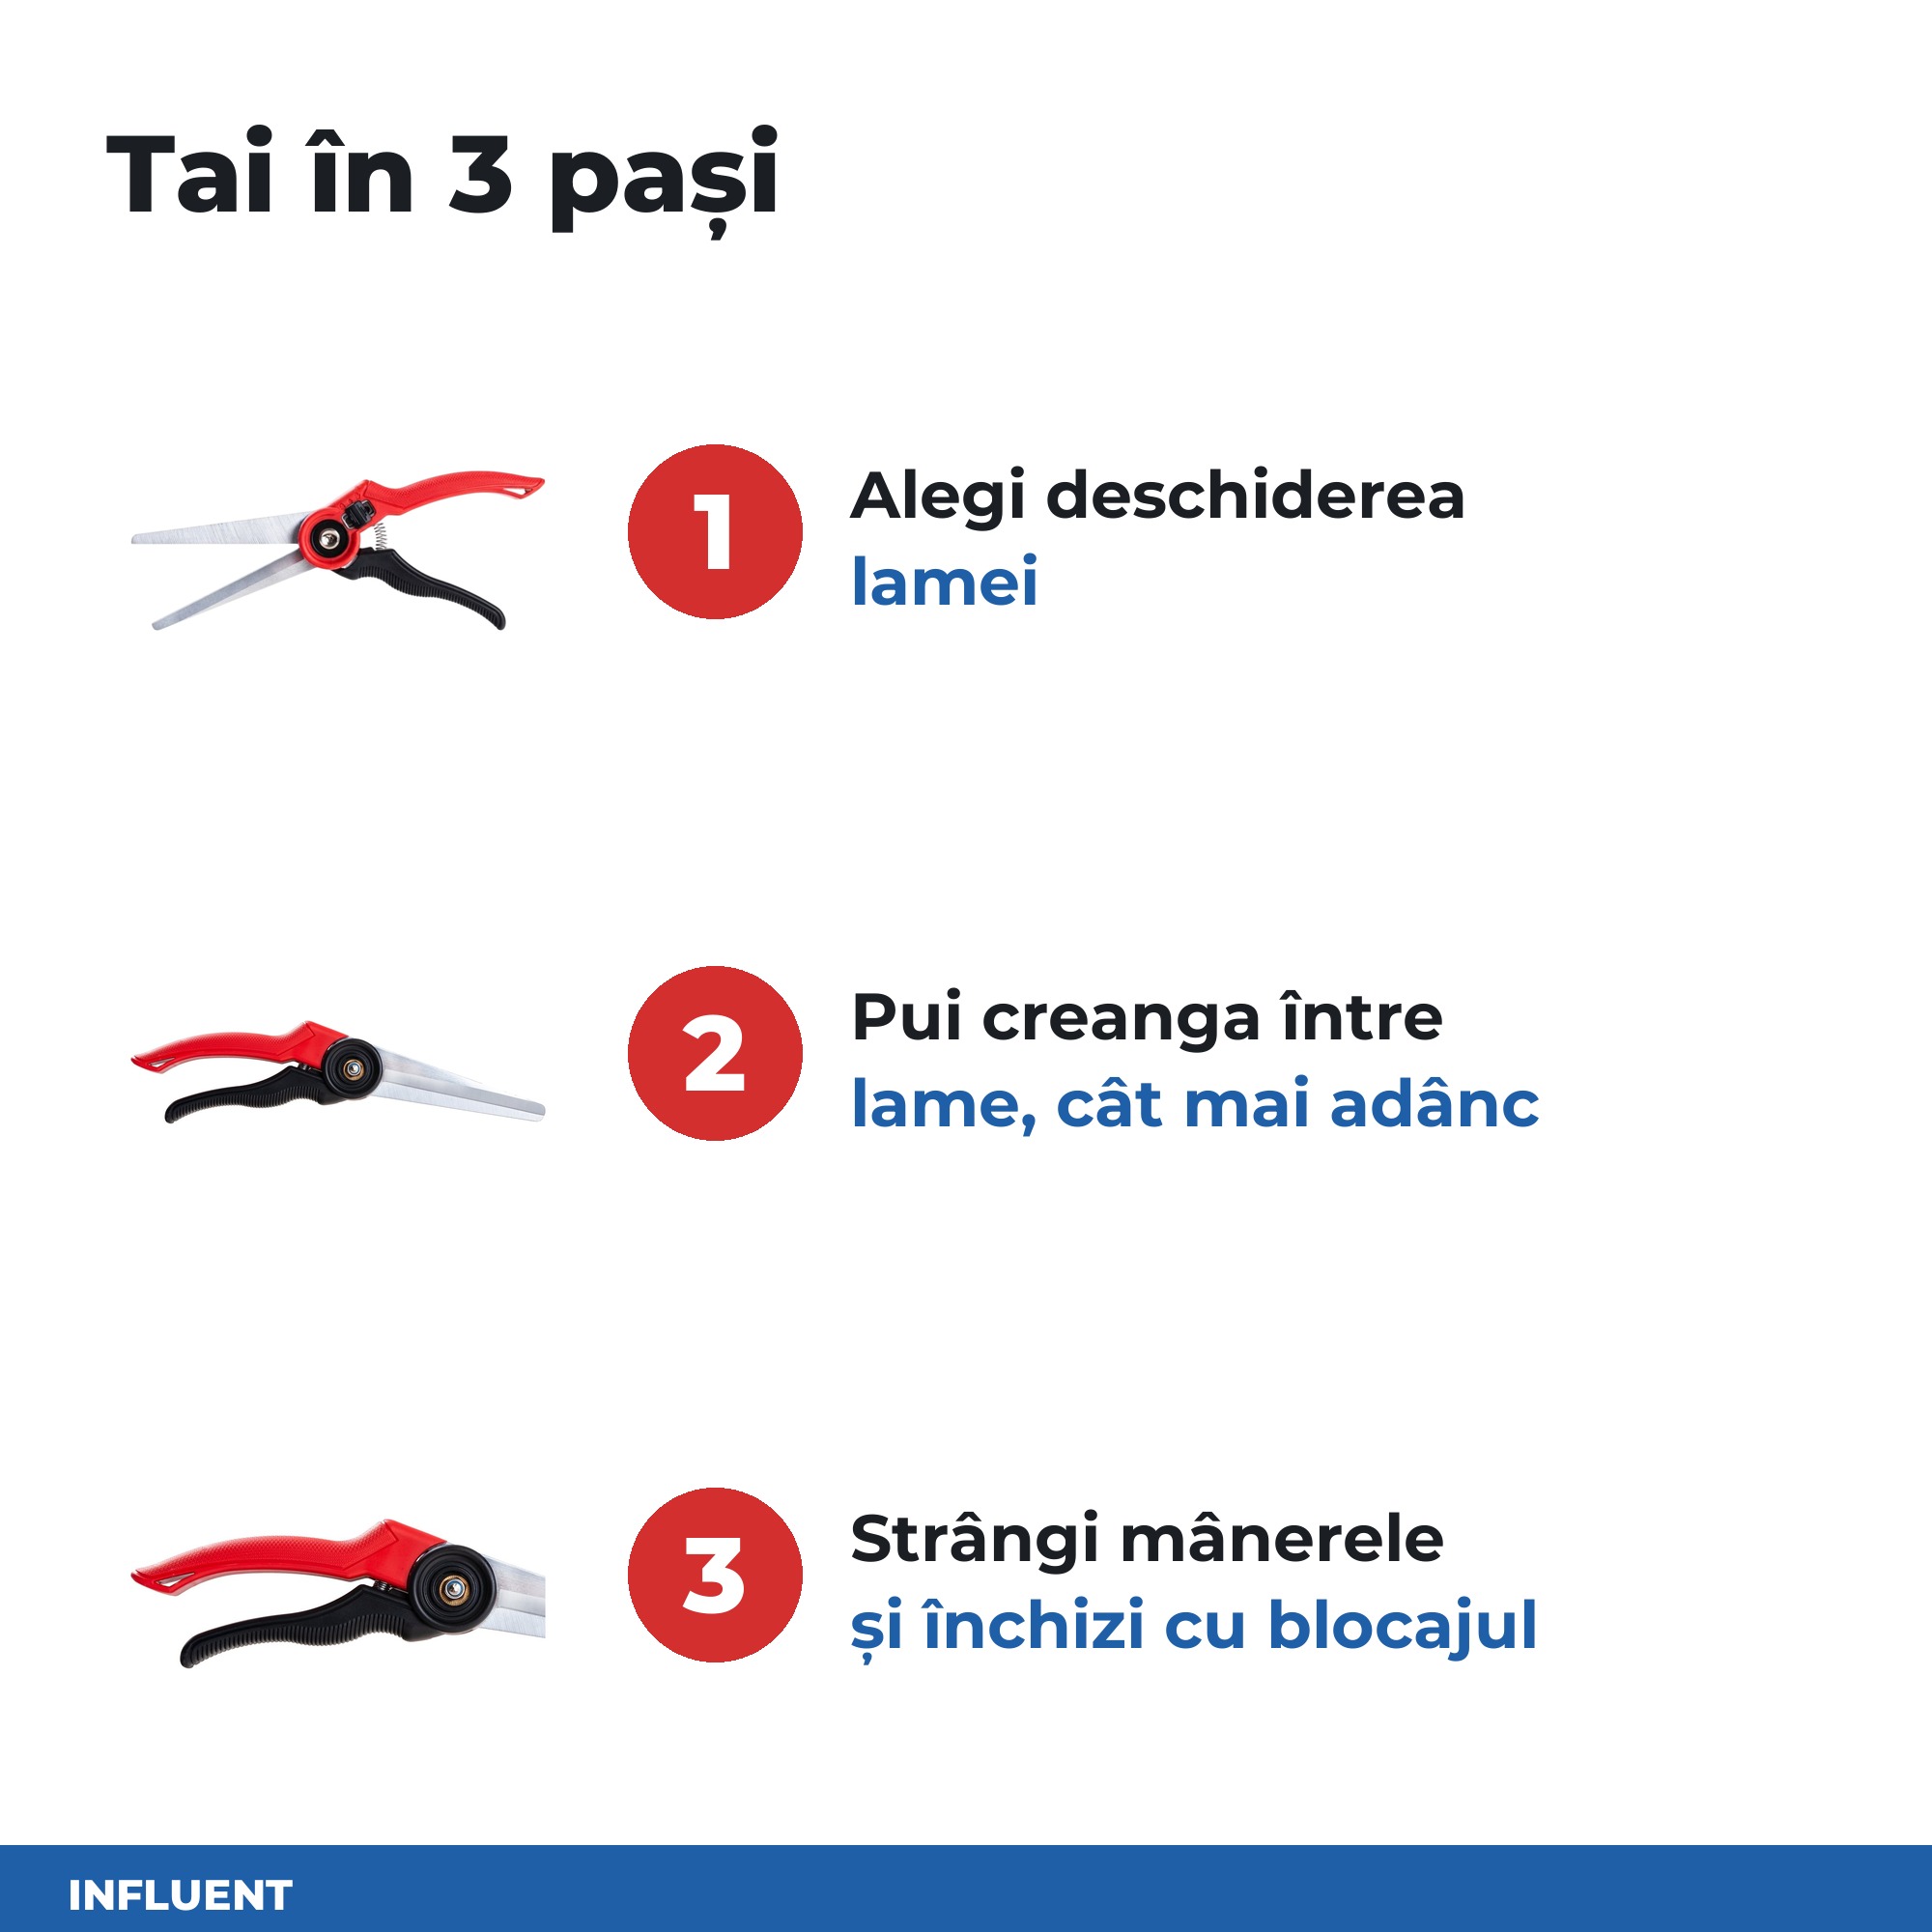 Tai în 3 pași
1
Alegi deschiderea
lamei
2
Pui creanga între
lame, cât mai adânc
3
Strângi mânerele
și închizi cu blocajul
INFLUENT